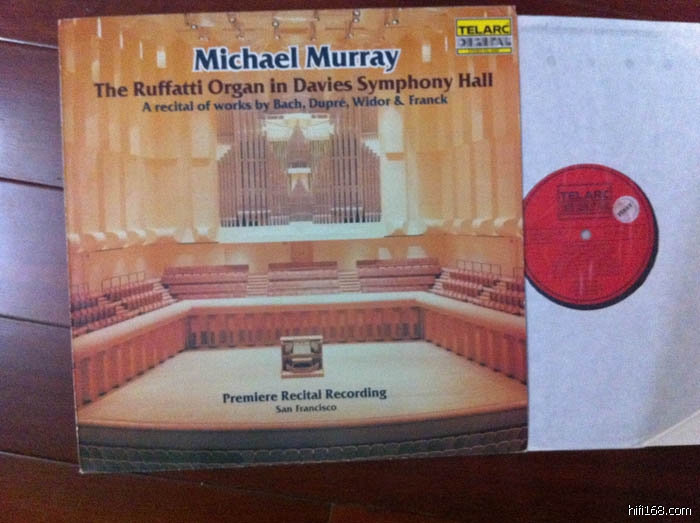 TELARC
DIGITAL
Michael Murray
The Ruffatti Organ in Davies Symphony Hall
A recital of works by Bach, Dupré, Widor & Franck
Premiere Recital Recording
San Francisco
TELARC
hifi168.com